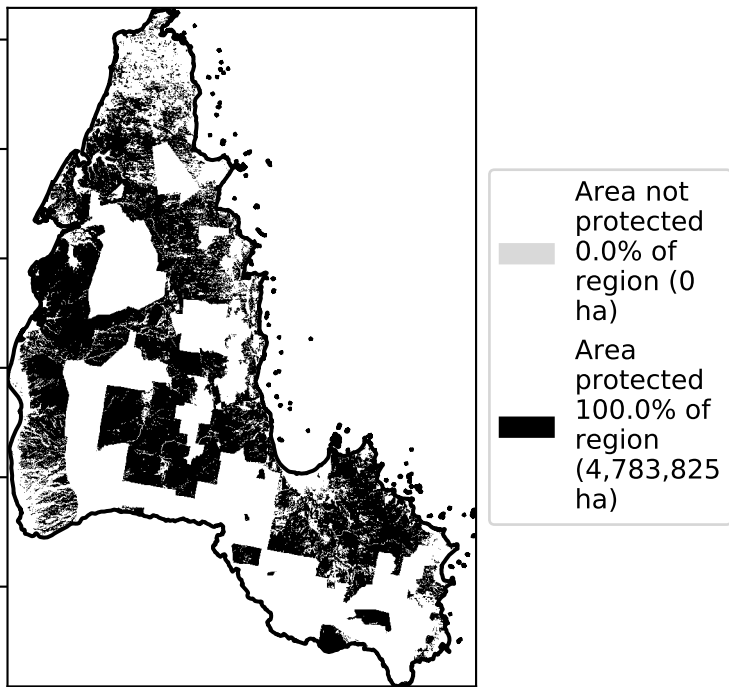 Area not
protected
0.0% of
region (0
ha)
Area
protected
100.0% of
region
(4,783,825
ha)